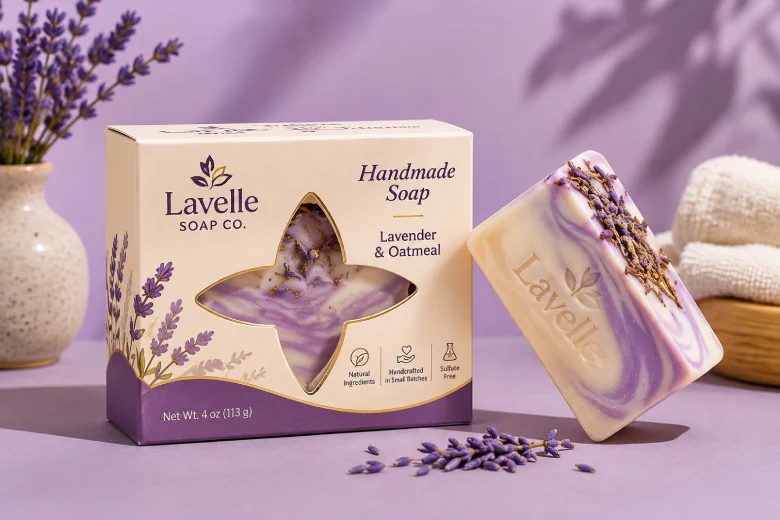 Lavelle
SOAP CO.
Handmade
Soap
Lavender
& Oatmeal
Natural
Ingredients
Handcrafted
in Small Batches
Sulfate
Free
Net Wt. 4 oz (113 g)
Lavelle